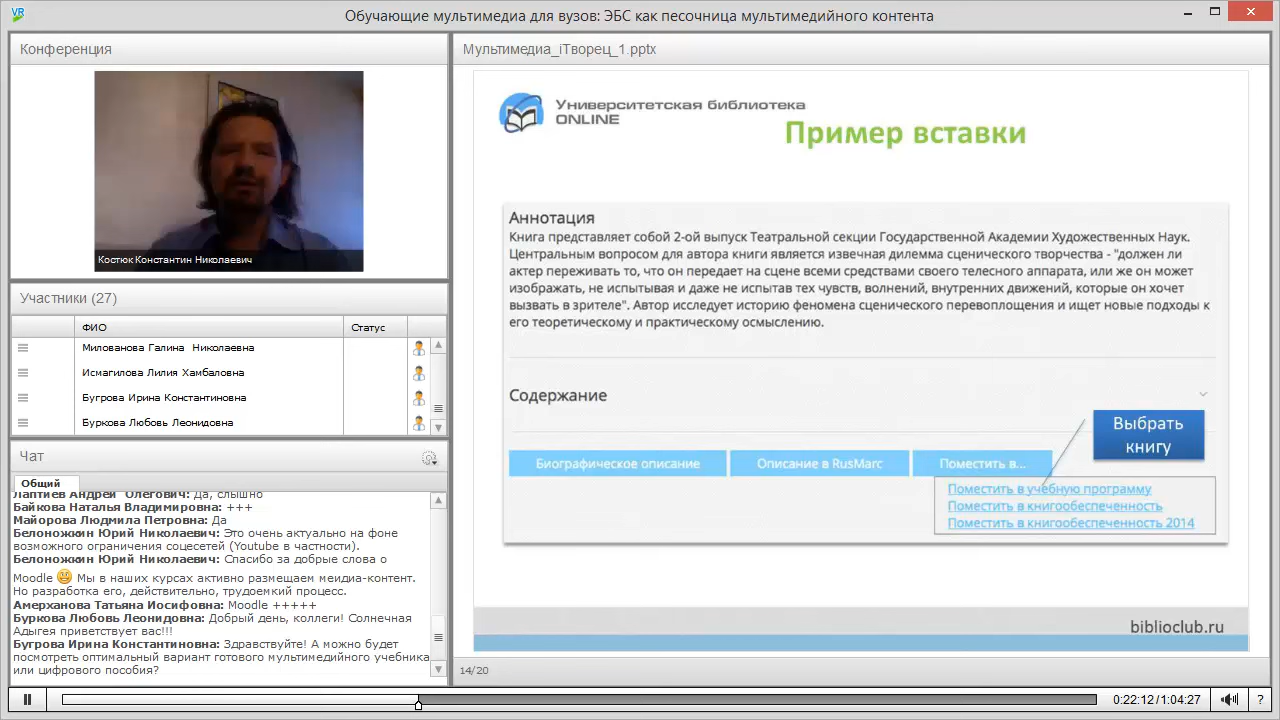 VR
Обучающие мультимедиа для вузов: ЭБС как песочница мультимедийного контента
Конференция
Костюк Константин Николаевич
Участники (27)
ФИО
Статус
Милованова Галина Николаевна
Исмагилова Лилия Хамбаловна
Бугрова Ирина Константиновна
Буркова Любовь Леонидовна
Чат
Общий
Лаптиев Андрей Олегович: Да, слышно
Байкова Наталья Владимировна: +++
Майорова Людмила Петровна: Да
Белоножкин Юрий Николаевич: Это очень актуально на фоне
возможного ограничения соцсетей (Youtube в частности).
Белоножкин Юрий Николаевич: Спасибо за добрые слова о
Moodle Мы в наших курсах активно размещаем меидиа-контент.
Но разработка его, действительно, трудоемкий процесс.
Амерханова Татьяна Иосифовна: Moodle +++++
Буркова Любовь Леонидовна: Добрый день, коллеги! Солнечная
Адыгея приветствует вас!!!
Бугрова Ирина Константиновна: Здравствуйте! А можно будет
посмотреть оптимальный вариант готового мультимедийного учебника
или цифрового пособия?
Мультимедиа_iТворец_1.pptx
Университетская библиотека
ONLINE
Пример вставки
Аннотация
Книга представляет собой 2-ой выпуск Театральной секции Государственной Академии Художественных Наук.
Центральным вопросом для автора книги является извечная дилемма сценического творчества - "должен ли
актер переживать то, что он передает на сцене всеми средствами своего телесного аппарата, или же он может
изображать, не испытывая и даже не испытав тех чувств, волнений, внутренних движений, которые он хочет
вызвать в зрителе". Автор исследует историю феномена сценического перевоплощения и ищет новые подходы к
его теоретическому и практическому осмыслению.
Содержание
Выбрать
книгу
Биографическое описание
Описание в RusMarc
Поместить в...
Поместить в учебную программу
Поместить в книгообеспеченность
Поместить в книгообеспеченность 2014
biblioclub.ru
14/20
0:22:12/1:04:27
?